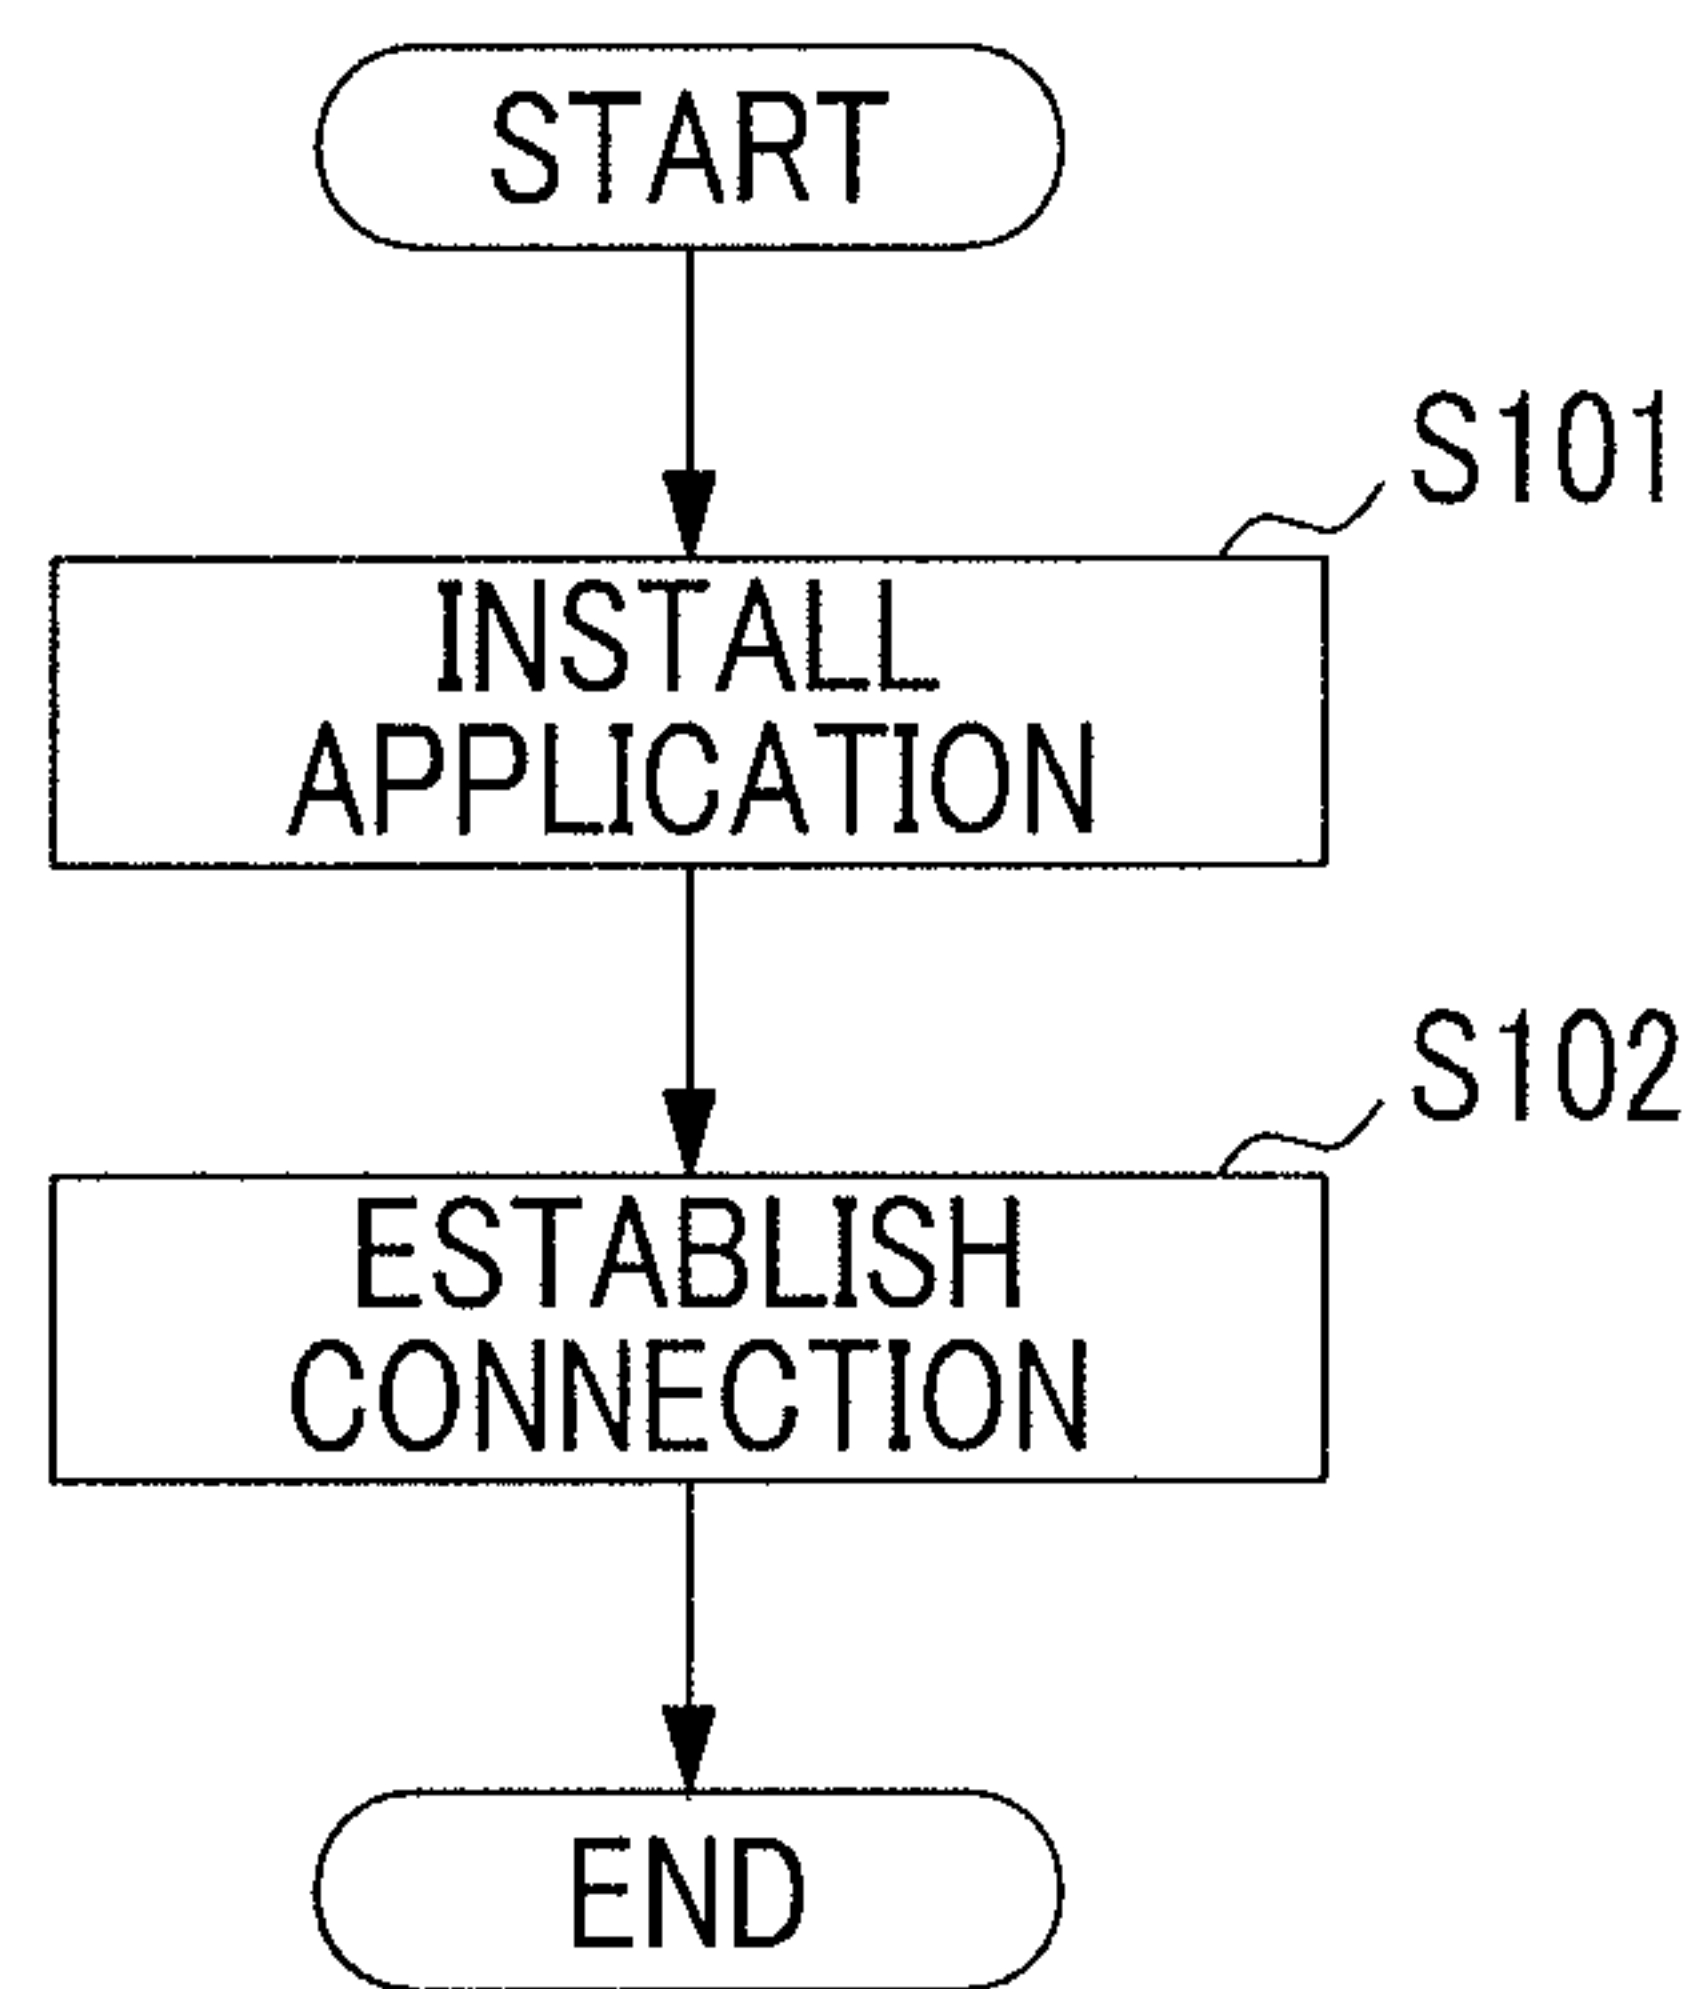 START
S101
INSTALL
APPLICATION
S102
ESTABLISH
CONNECTION
END